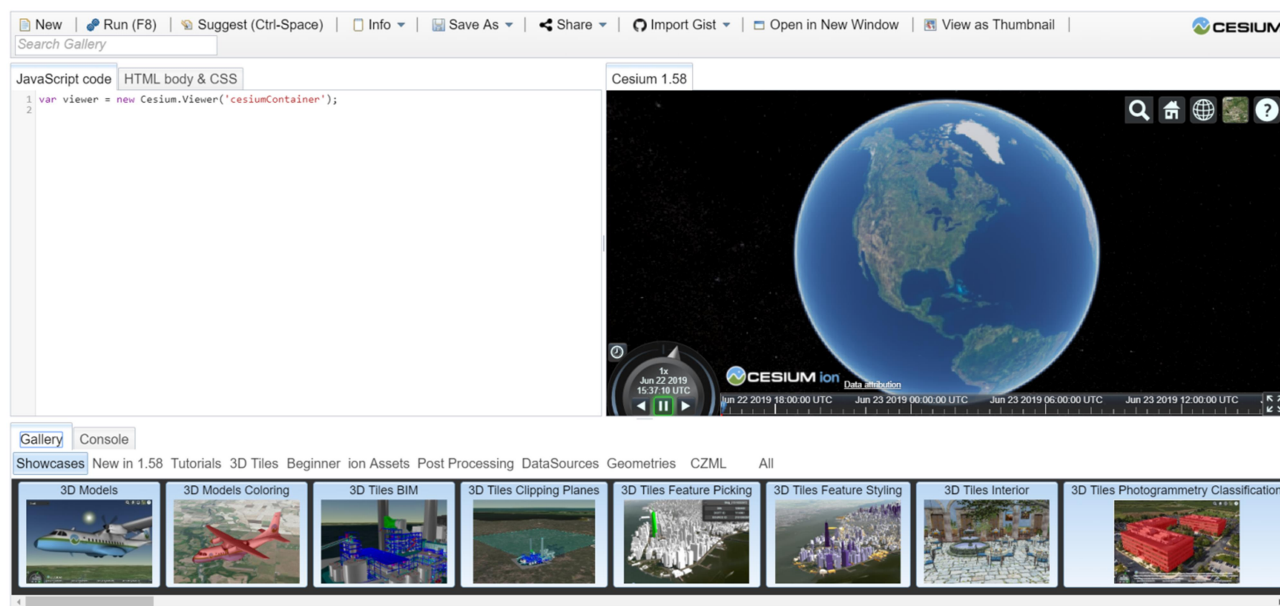 New | Run (F8) | Suggest (Ctrl-Space) | Info | Save As | Share | Import Gist | Open in New Window | View as Thumbnail |
CESIUM
Search Gallery
JavaScript code HTML body & CSS
Cesium 1.58
1 var viewer = new Cesium.Viewer('cesiumContainer');
2
1x
Jun 22 2019
15:37:10 UTC
CESIUM ion Data attribution
Jun 22 2019 18:00:00 UTC Jun 23 2019 00:00:00 UTC Jun 23 2019 06:00:00 UTC Jun 23 2019 12:00:00 UTC
Gallery Console
Showcases New in 1.58 Tutorials 3D Tiles Beginner ion Assets Post Processing DataSources Geometries CZML All
3D Models 3D Models Coloring 3D Tiles BIM 3D Tiles Clipping Planes 3D Tiles Feature Picking 3D Tiles Feature Styling 3D Tiles Interior 3D Tiles Photogrammetry Classification